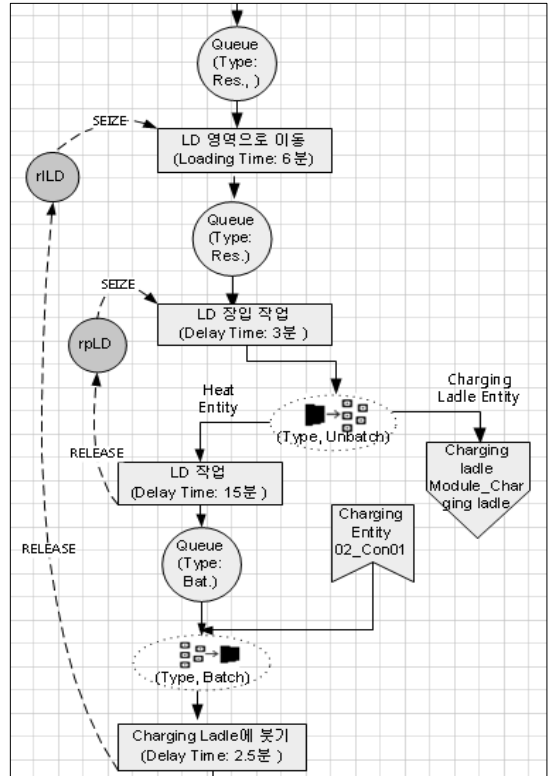 Queue
(Type:
Res., )
SEIZE
LD 영역으로 이동
(Loading Time: 6분)
rlLD
Queue
(Type:
Res.)
SEIZE
LD 장입 작업
(Delay Time: 3분 )
rpLD
Heat
Entity
Charging
Ladle Entity
(Type, Unbatch)
RELEASE
Charging
ladle
Module_Char
ging ladle
LD 작업
(Delay Time: 15분 )
Charging
Entity
02_Con01
Queue
(Type:
Bat.)
RELEASE
(Type, Batch)
Charging Ladle에 붓기
(Delay Time: 2.5분 )